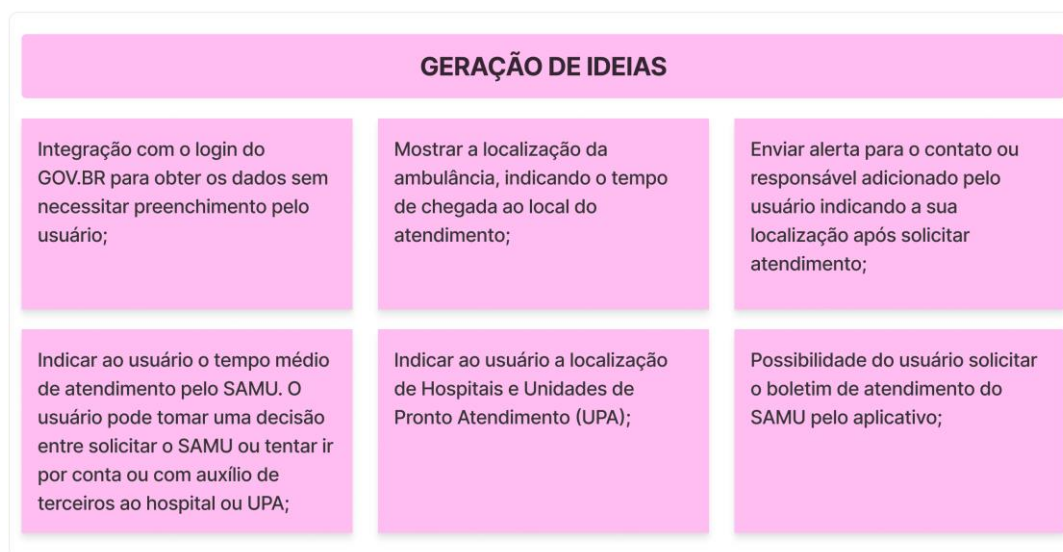 GERAÇÃO DE IDEIAS
Integração com o login do
GOV.BR para obter os dados sem
necessitar preenchimento pelo
usuário;
Mostrar a localização da
ambulância, indicando o tempo
de chegada ao local do
atendimento;
Enviar alerta para o contato ou
responsável adicionado pelo
usuário indicando a sua
localização após solicitar
atendimento;
Indicar ao usuário o tempo médio
de atendimento pelo SAMU. O
usuário pode tomar uma decisão
entre solicitar o SAMU ou tentar ir
por conta ou com auxílio de
terceiros ao hospital ou UPA;
Indicar ao usuário a localização
de Hospitais e Unidades de
Pronto Atendimento (UPA);
Possibilidade do usuário solicitar
o boletim de atendimento do
SAMU pelo aplicativo;